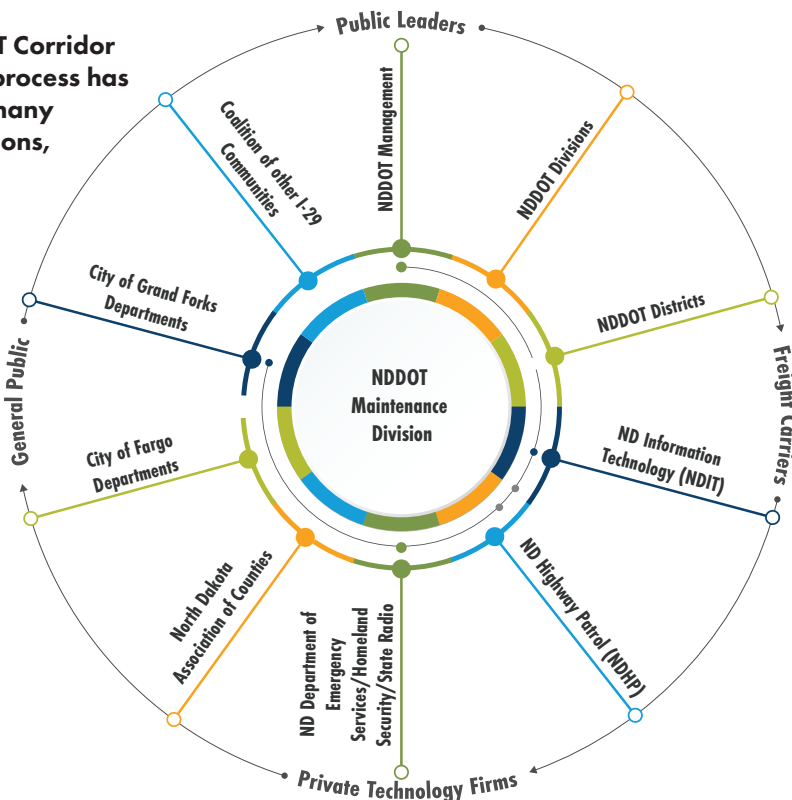 T Corridor
process has
many
ons,
Public Leaders
Coalition of other I-29
Communities
NDDOT Management
NDDOT Divisions
City of Grand Forks
Departments
NDDOT Districts
General Public
Freight Carriers
NDDOT
Maintenance
Division
City of Fargo
Departments
ND Information
Technology (NDIT)
North Dakota
Association of Counties
ND Department of
Emergency
Services/Homeland
Security/State Radio
ND Highway Patrol (NDHP)
Private Technology Firms